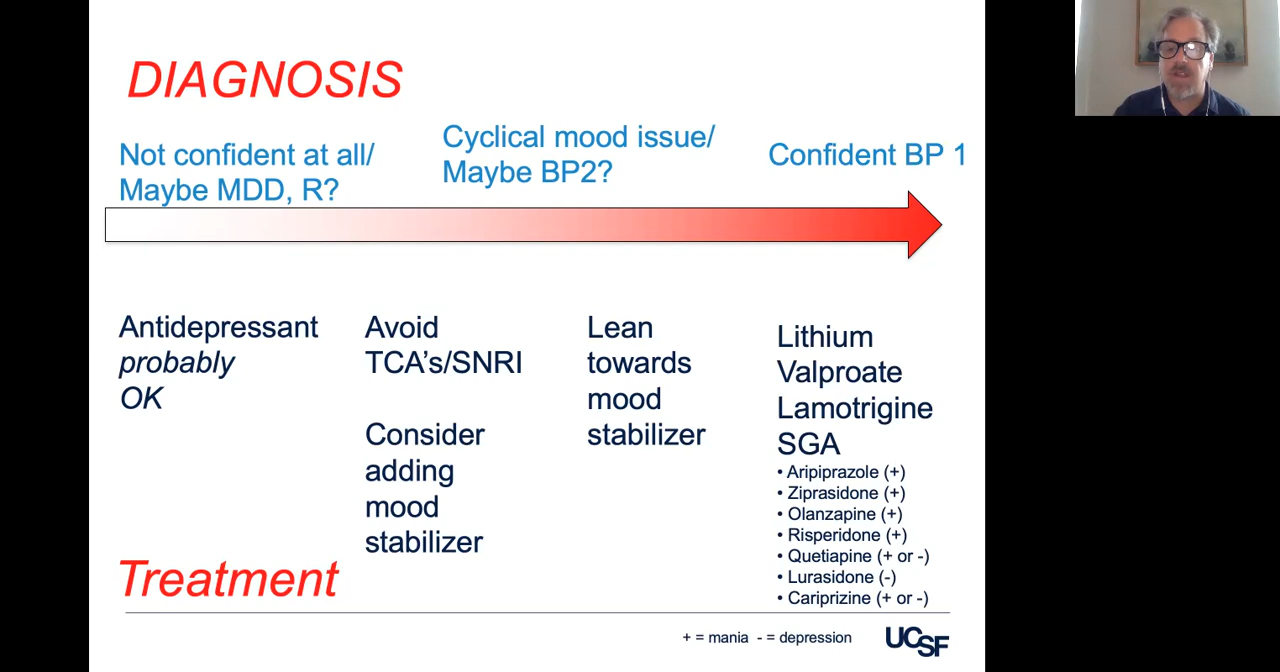 DIAGNOSIS
Not confident at all/
Maybe MDD, R?
Cyclical mood issue/
Maybe BP2?
Confident BP 1
Antidepressant
probably
OK
Avoid
TCA's/SNRI
Consider
adding
mood
stabilizer
Lean
towards
mood
stabilizer
Lithium
Valproate
Lamotrigine
SGA
• Aripiprazole (+)
• Ziprasidone (+)
• Olanzapine (+)
• Risperidone (+)
• Quetiapine (+ or -)
• Lurasidone (-)
• Cariprizine (+ or -)
Treatment
+ = mania - = depression
UCSF